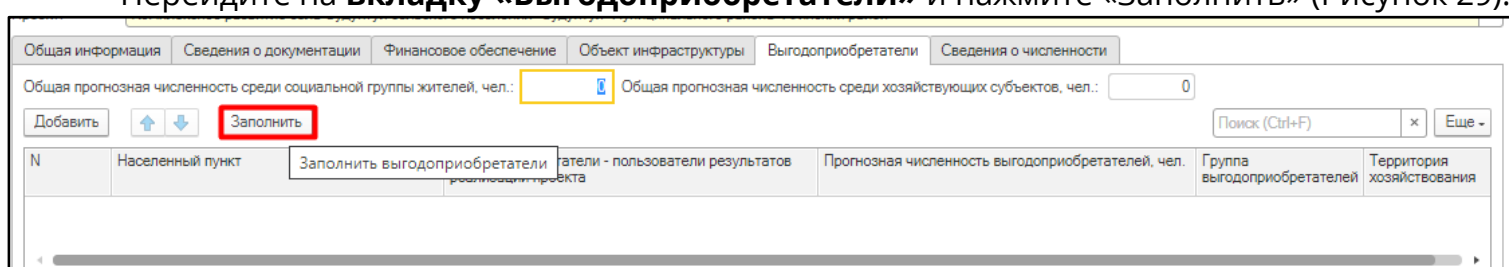 Перейдите на вкладку «Выгодоприобретатели» и нажмите «Заполнить» (Рисунок 29).
Общая информация Сведения о документации Финансовое обеспечение Объект инфраструктуры Выгодоприобретатели Сведения о численности
Общая прогнозная численность среди социальной группы жителей, чел.: 0 Общая прогнозная численность среди хозяйствующих субъектов, чел.: 0
Добавить Заполнить Поиск (Ctrl+F) × Еще
N Населенный пункт Заполнить выгодоприобретатели - пользователи результатов Прогнозная численность выгодоприобретателей, чел. Группа Территория
проекта выгодоприобретателей хозяйствования